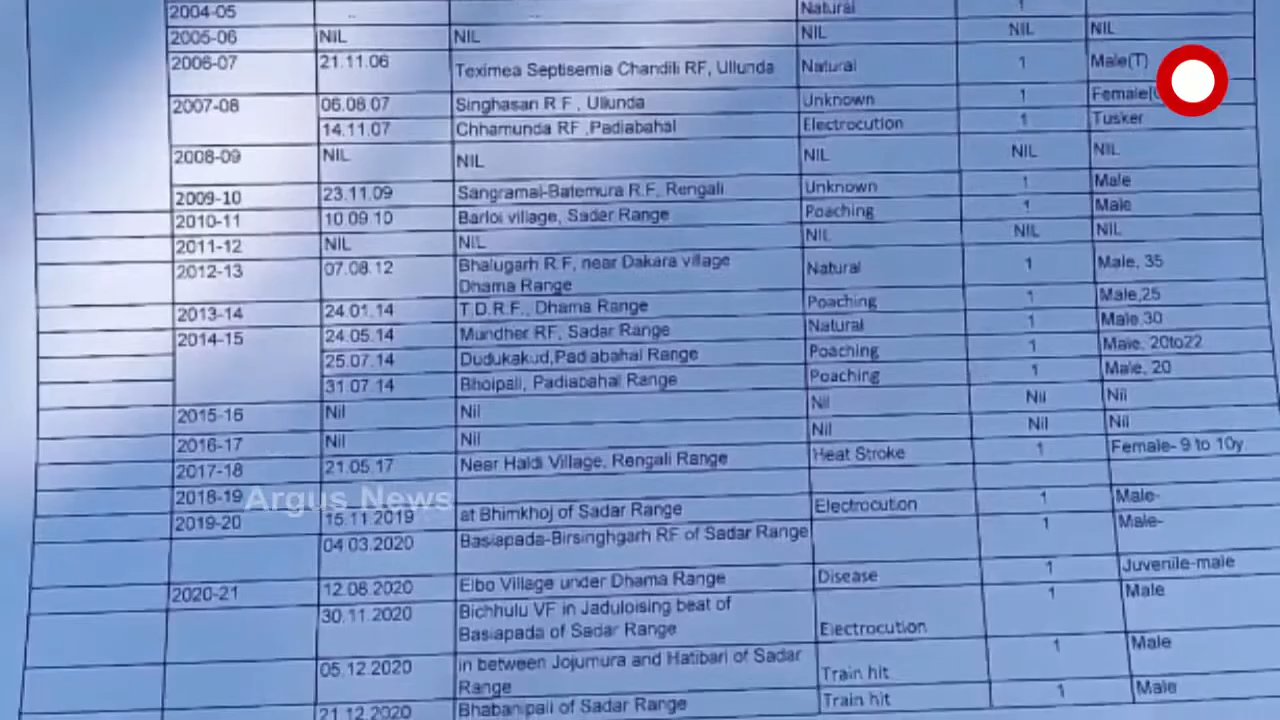 2004-05 Natural 1
2005-06 NIL NIL NIL NIL NIL
2006-07 21.11.06 Teximea Septisemia Chandili RF, Ullunda Natural 1 Male(T)
2007-08 06.08.07 Singhasan R F , Ullunda Unknown 1
14.11.07 Chhamunda RF ,Padiabahal Electrocution 1 Tusker
2008-09 NIL NIL NIL NIL NIL
2009-10 23.11.09 Sangramal-Batemura R.F, Rengali Unknown 1 Male
2010-11 10.09.10 Barloi village, Sader Range Poaching 1 Male
2011-12 NIL NIL NIL NIL NIL
2012-13 07.08.12 Bhalugarh R.F, near Dakara village Natural 1 Male, 35
Dhama Range
2013-14 24.01.14 T.D.R.F., Dhama Range Poaching 1 Male,25
2014-15 24.05.14 Mundher RF, Sadar Range Natural 1 Male,30
25.07.14 Dudukakud,Padiabahal Range Poaching 1 Male, 20to22
31.07.14 Bhoipali, Padiabahal Range Poaching 1 Male, 20
2015-16 Nil Nil Nil Nil Nil
2016-17 Nil Nil Nil Nil Nil
2017-18 21.05.17 Near Haldi Village, Rengali Range Heat Stroke 1 Female- 9 to 10y
2018-19
Argus News
2019-20 15.11.2019 at Bhimkhoj of Sadar Range Electrocution 1 Male-
04.03.2020 Basiapada-Birsinghgarh RF of Sadar Range 1 Male-
2020-21 12.08.2020 Elbo Village under Dhama Range Disease 1 Juvenile-male
30.11.2020 Bichhulu VF in Jaduloising beat of 1 Male
Basiapada of Sadar Range Electrocution
05.12.2020 in between Jojumura and Hatibari of Sadar 1 Male
Range Train hit
21.12.2020 Bhabanipali of Sadar Range Train hit 1 Male